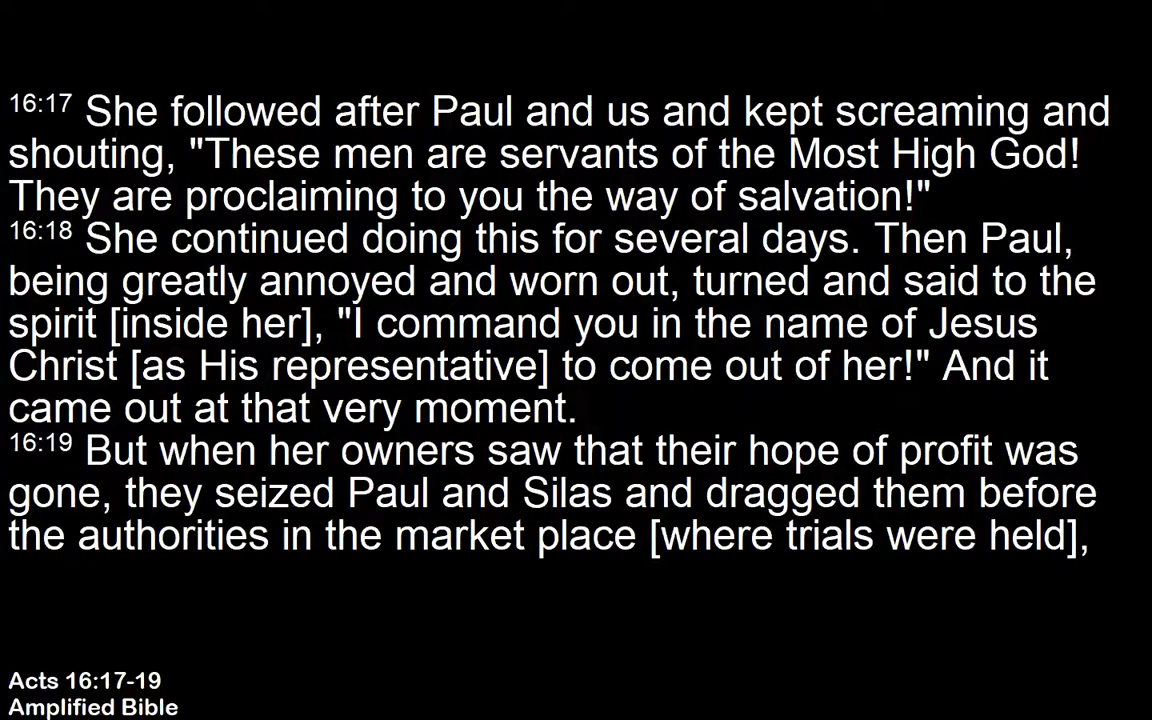 16:17 She followed after Paul and us and kept screaming and
shouting, "These men are servants of the Most High God!
They are proclaiming to you the way of salvation!"
16:18 She continued doing this for several days. Then Paul,
being greatly annoyed and worn out, turned and said to the
spirit [inside her], "I command you in the name of Jesus
Christ [as His representative] to come out of her!" And it
came out at that very moment.
16:19 But when her owners saw that their hope of profit was
gone, they seized Paul and Silas and dragged them before
the authorities in the market place [where trials were held],
Acts 16:17-19
Amplified Bible